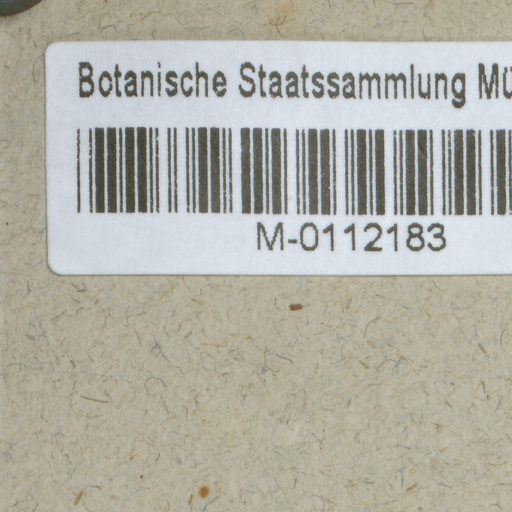 Botanische Staatssammlung Mü
M-0112183